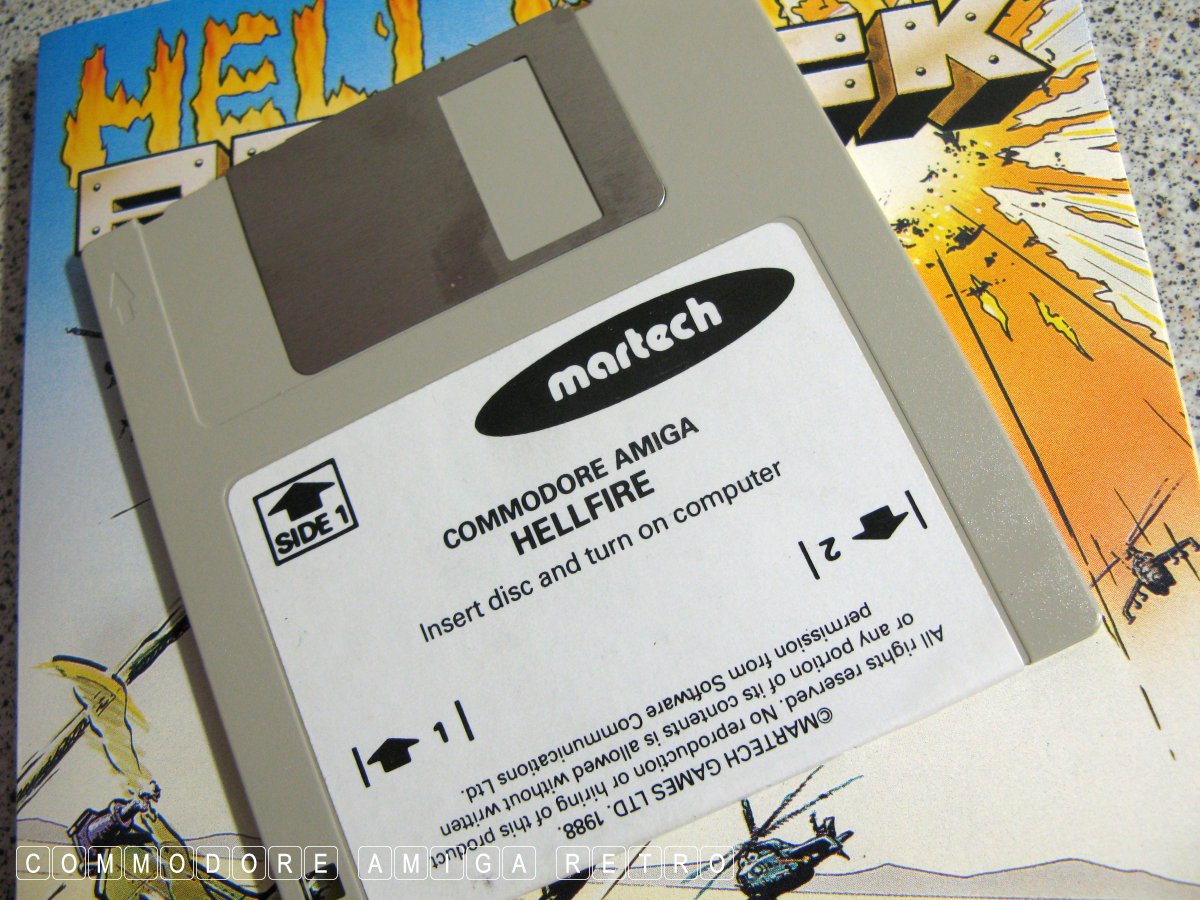 HELL
CK
martech
SIDE 1
COMMODORE AMIGA
HELLFIRE
Insert disc and turn on computer
2
1
©MARTECH GAMES LTD. 1988.
All rights reserved. No reproduction or hiring of this product
or any portion of its contents is allowed without written
permission from Software Communications Ltd.
COMMODORE AMIGA RETRO